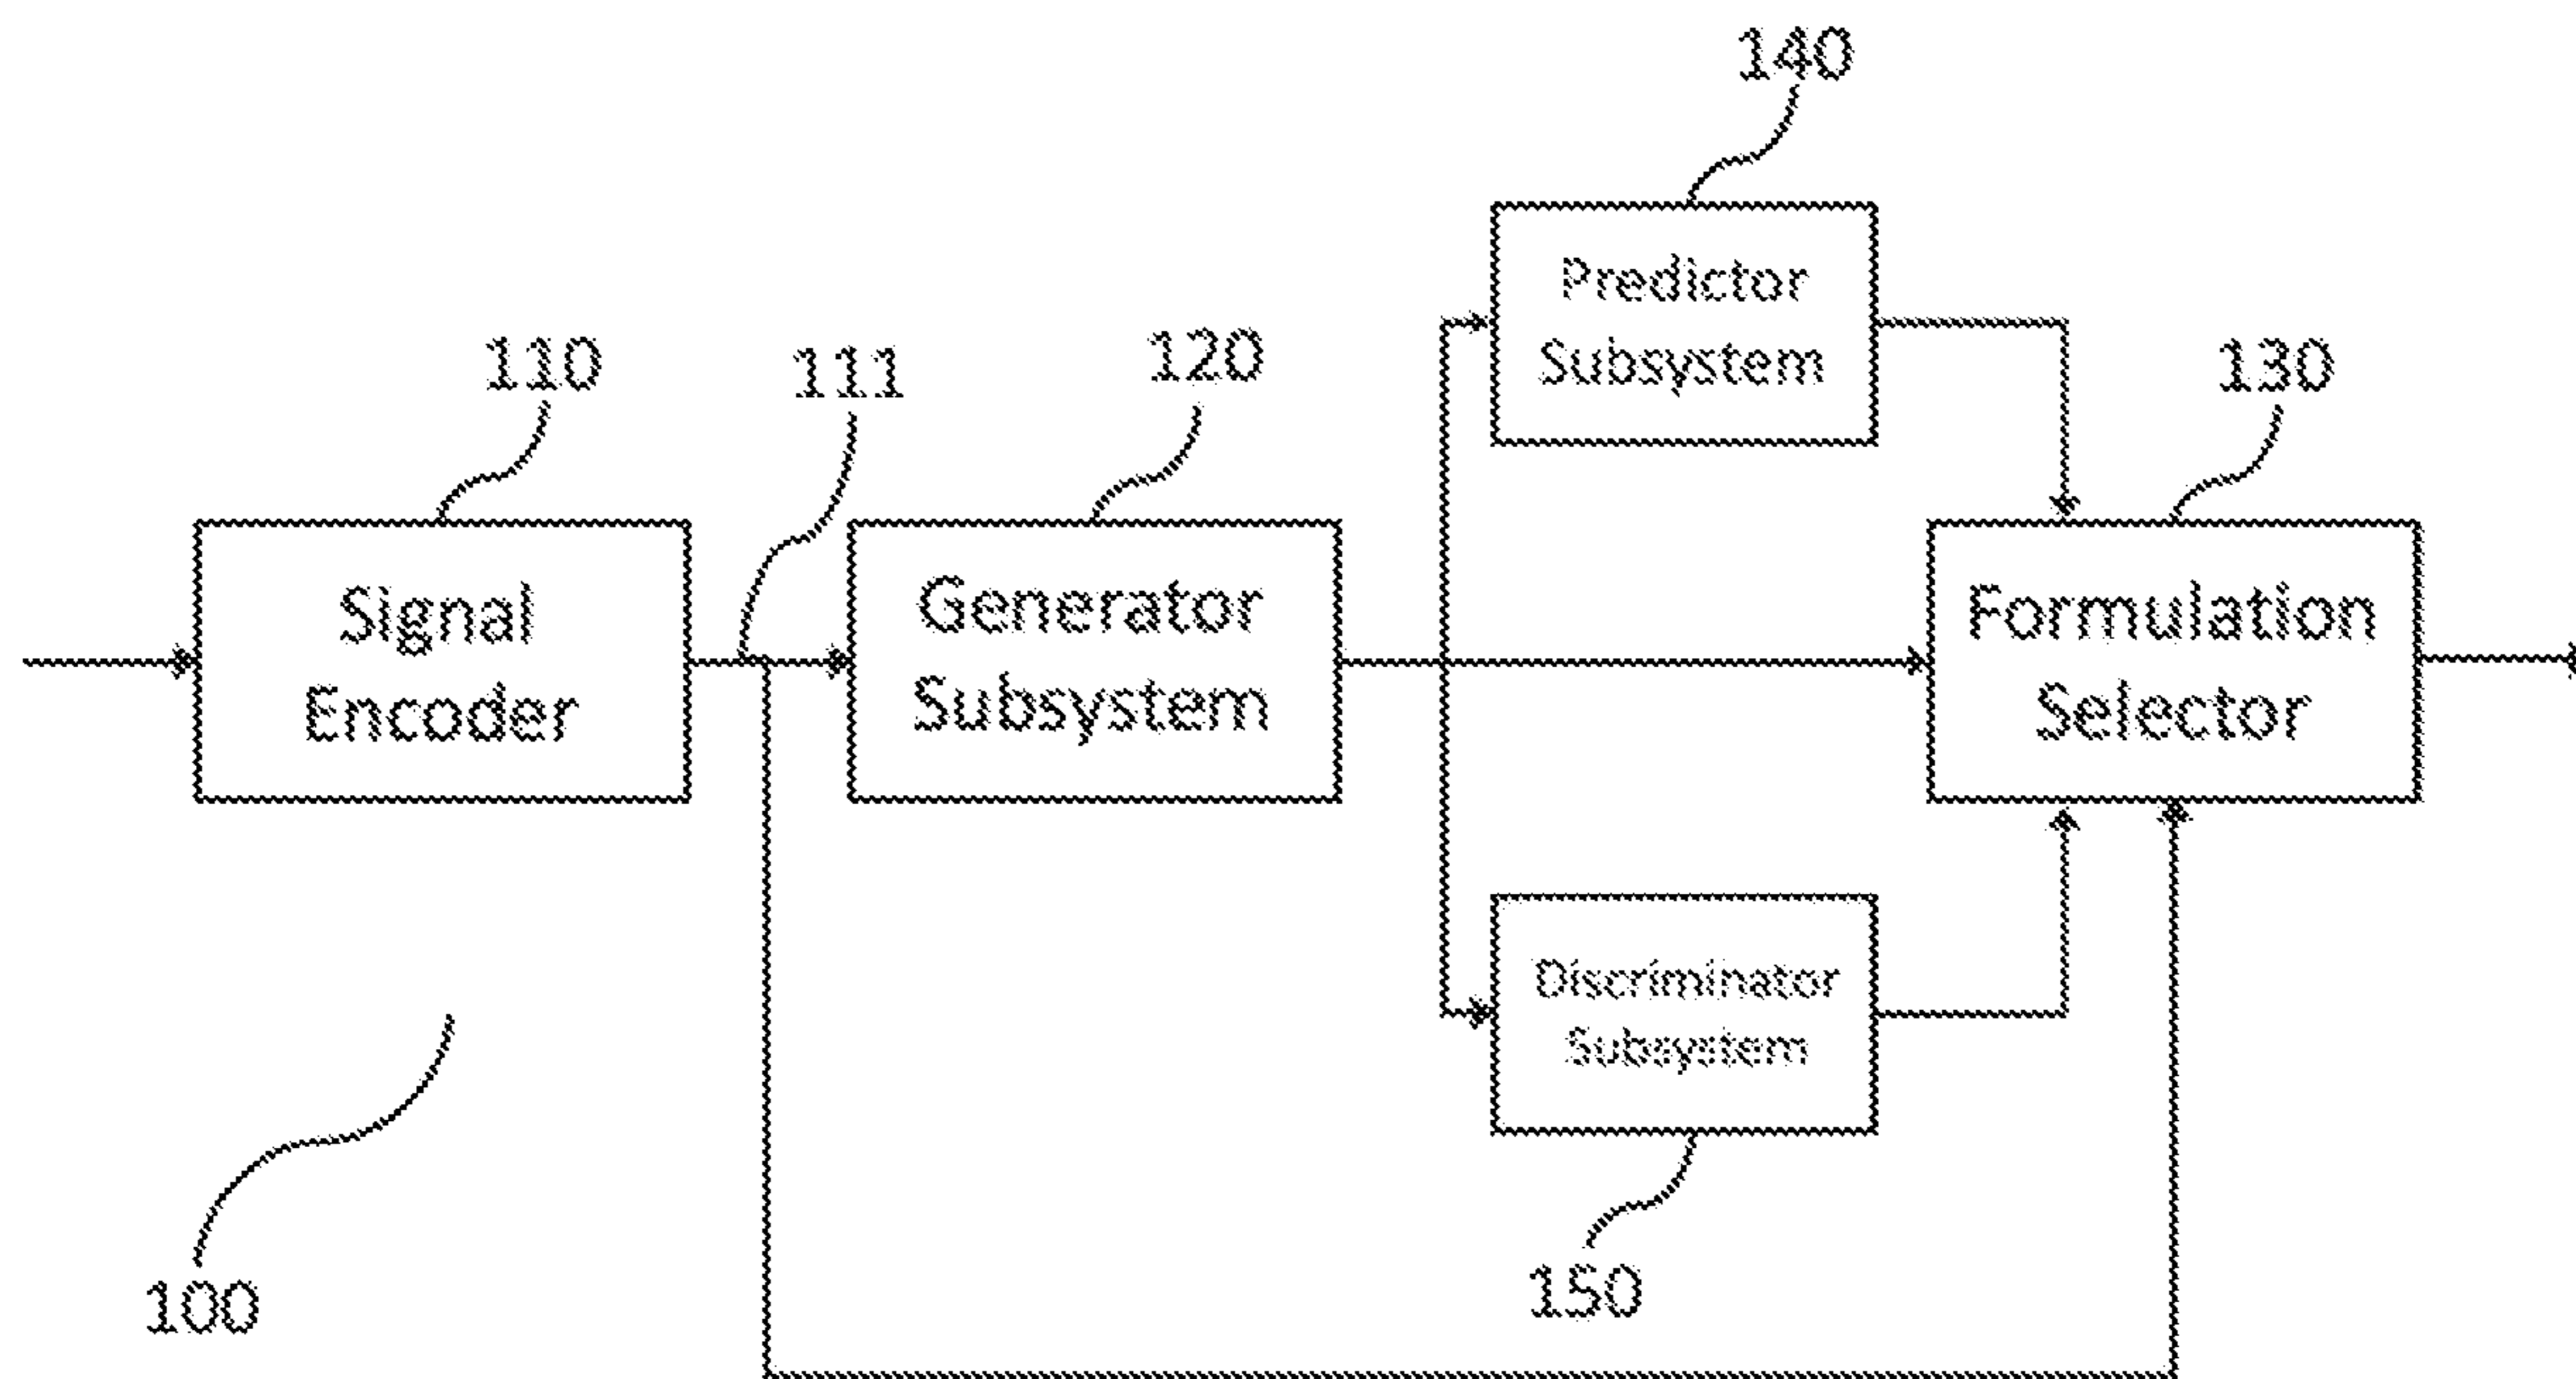 140
110
111
120
130
Predictor
Subsystem
Signal
Encoder
Generator
Subsystem
Formulation
Selector
Discriminator
Subsystem
100
150